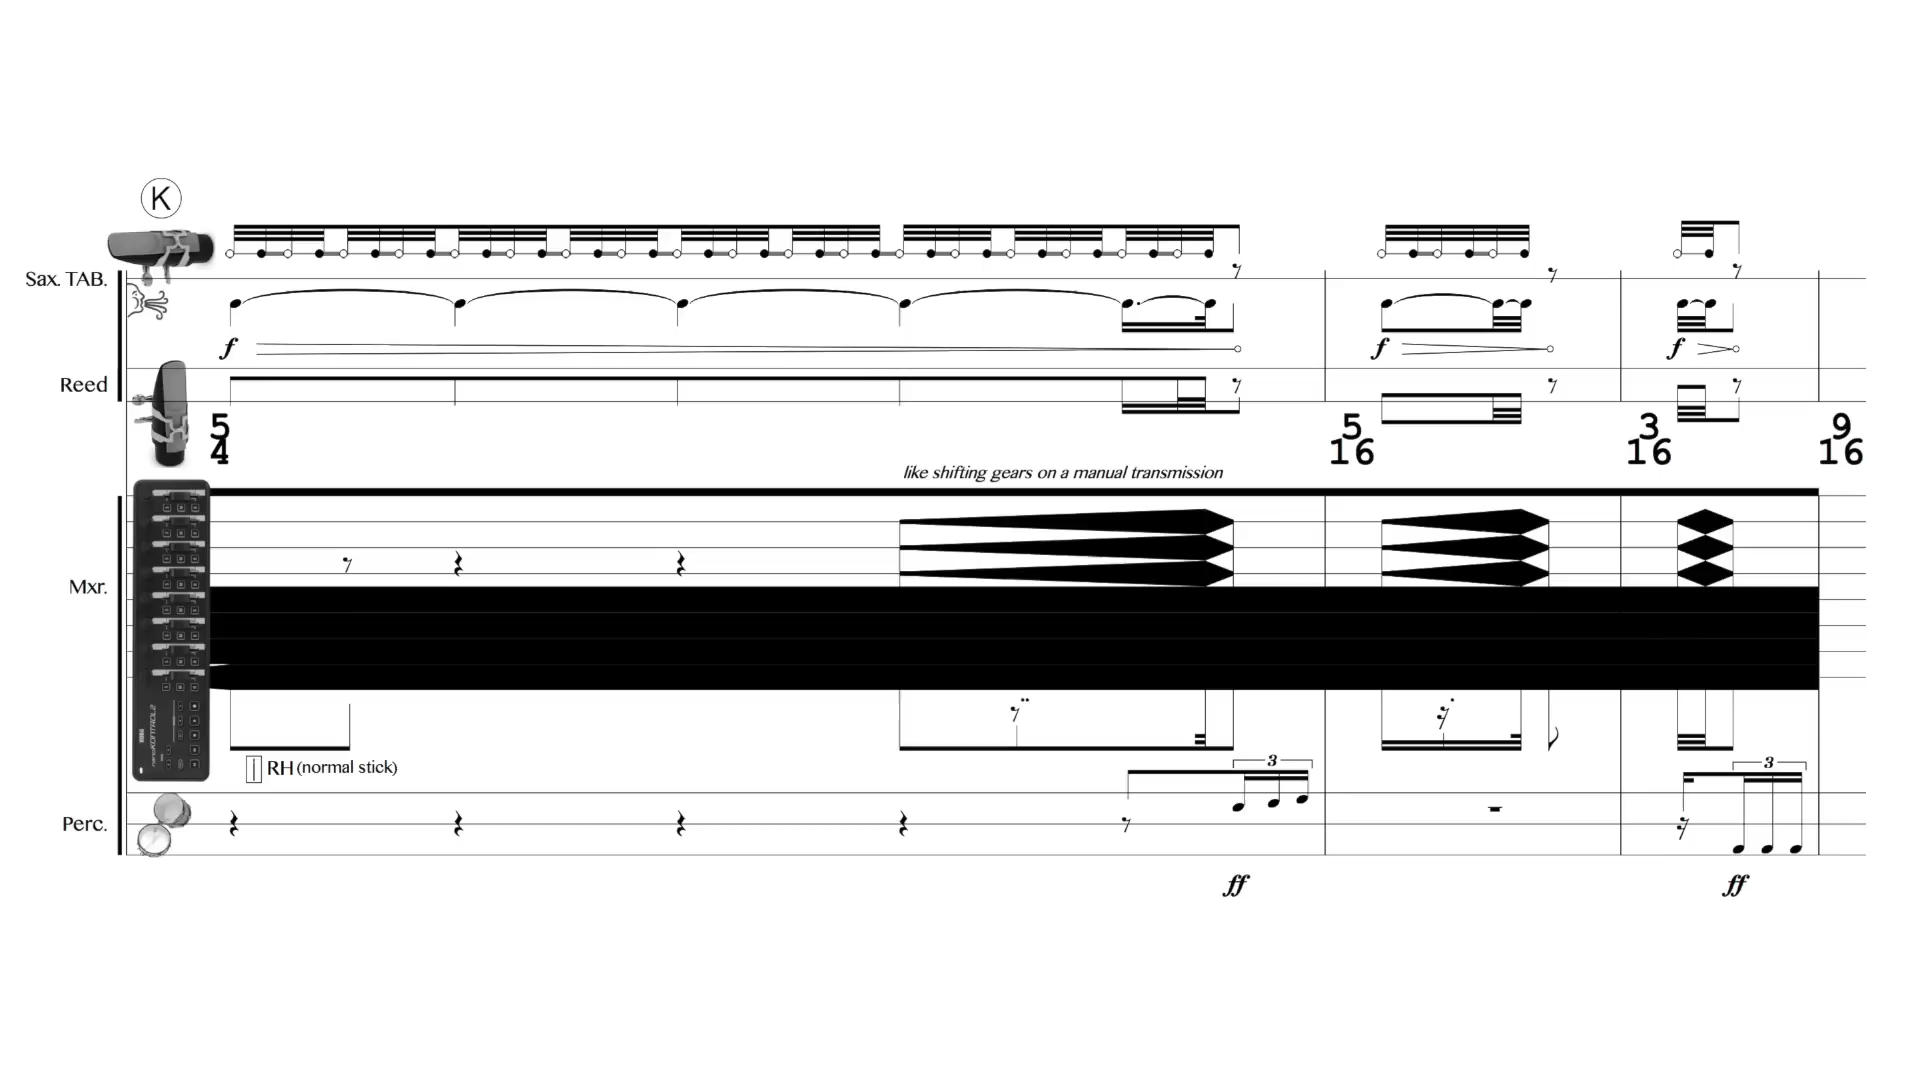 K
Sax. TAB.
f
f
f
Reed
5
4
5
16
3
16
9
16
like shifting gears on a manual transmission
Mxr.
nanoKONTROL2
RH (normal stick)
3
3
Perc.
ff
ff